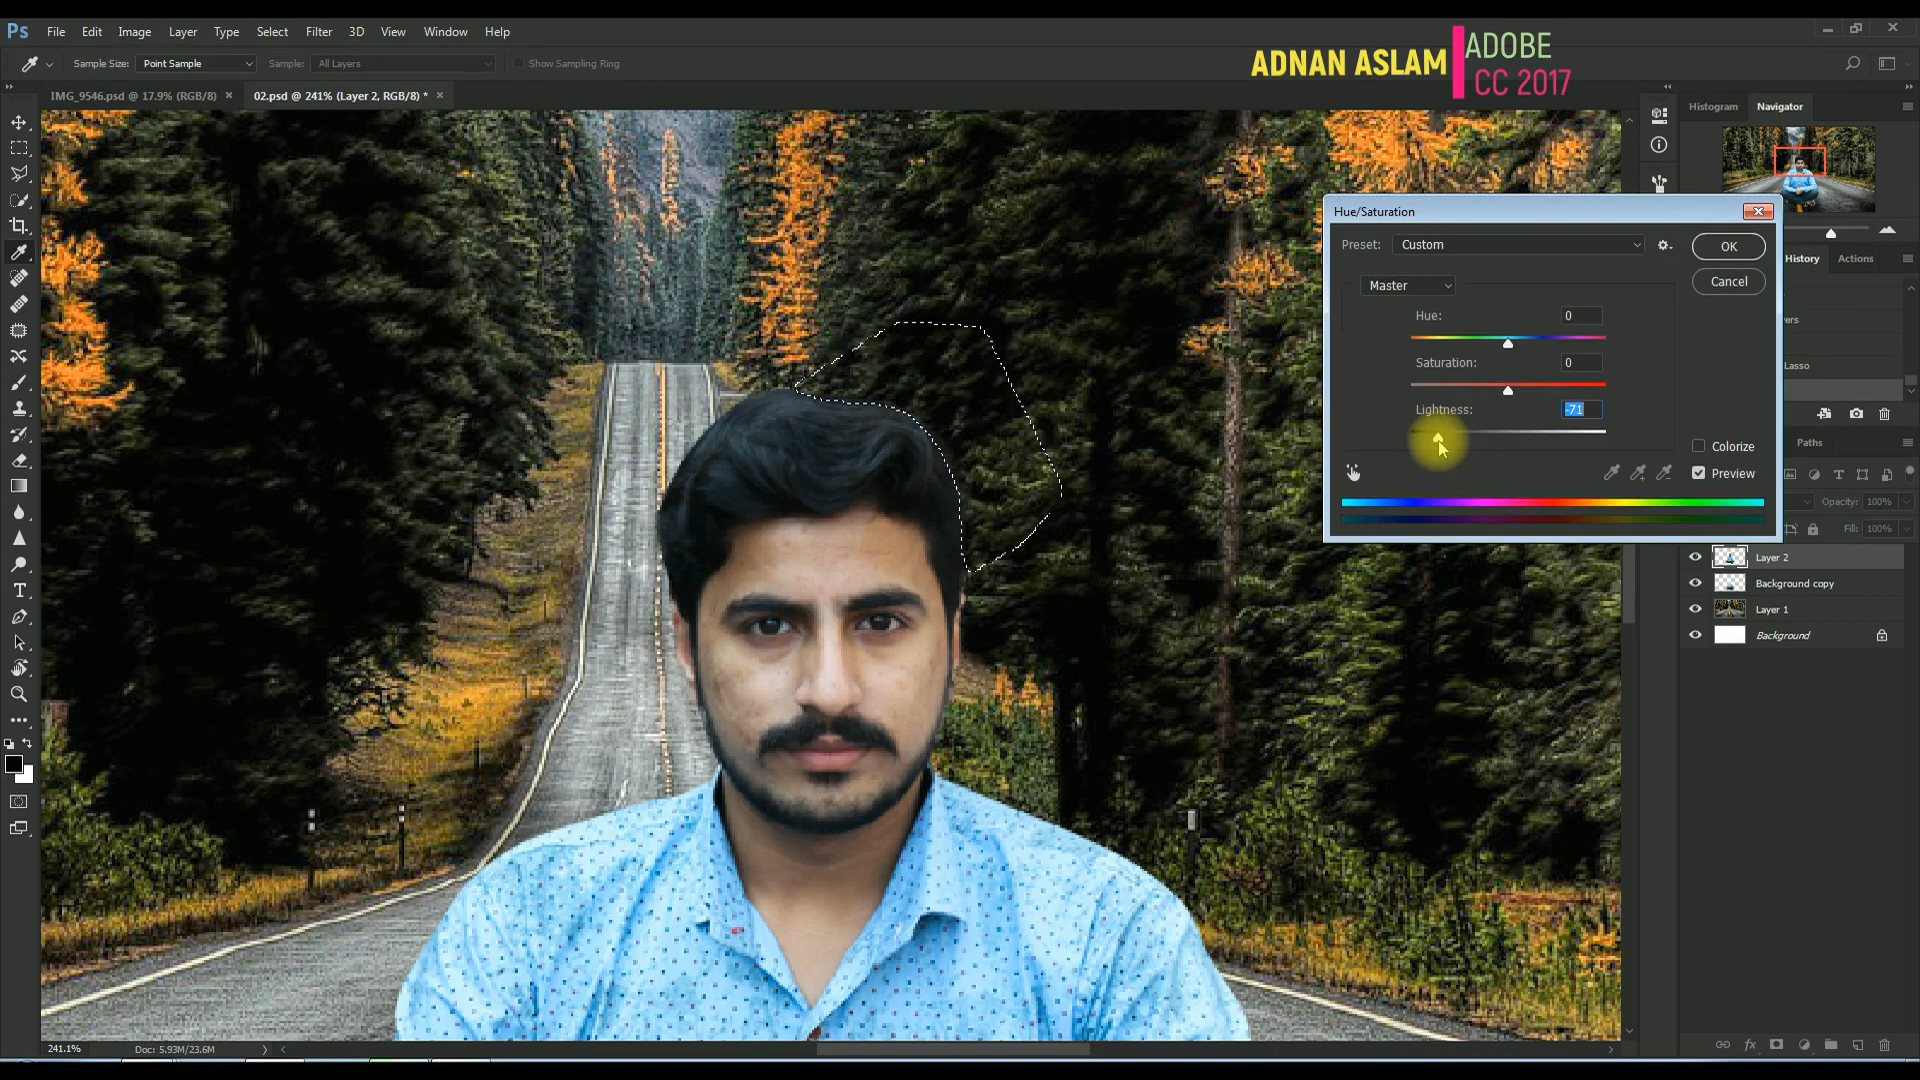 Ps File Edit Image Layer Type Select Filter 3D View Window Help
ADNAN ASLAM
ADOBE
CC 2017
Sample Size: Point Sample Sample: All Layers Show Sampling Ring
IMG_9546.psd @ 17.9% (RGB/8) × 02.psd @ 241% (Layer 2, RGB/8) * ×
Histogram Navigator
Hue/Saturation
Preset: Custom OK
Cancel
Master
Hue: 0
Saturation: 0
Lightness: -71
Colorize
Preview
History Actions
yers
Lasso
Paths
Opacity: 100%
Fill: 100%
Layer 2
Background copy
Layer 1
Background
241.1% Doc: 5.93M/23.6M